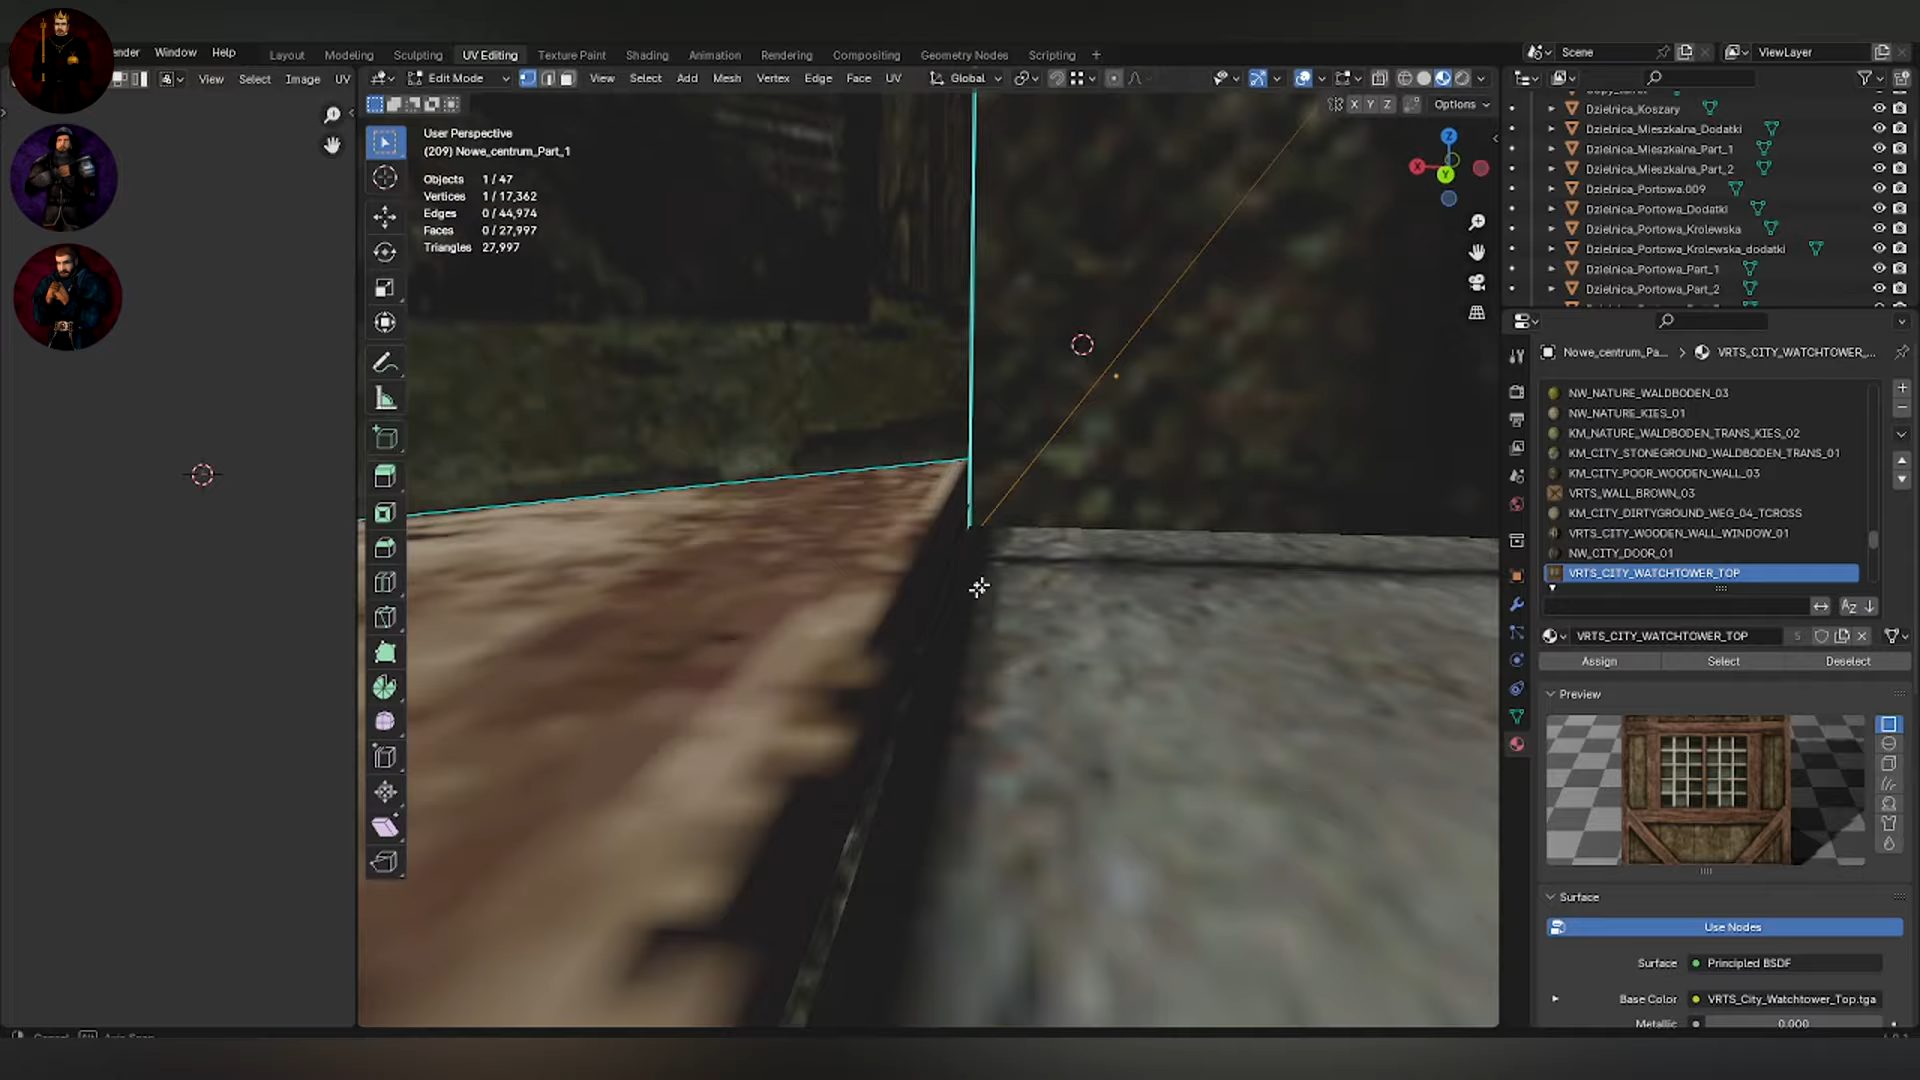 ender Window Help
Layout Modeling Sculpting UV Editing Texture Paint Shading Animation Rendering Compositing Geometry Nodes Scripting +
Scene
ViewLayer
View Select Image UV
Edit Mode View Select Add Mesh Vertex Edge Face UV Global
X Y Z Options
User Perspective
(209) Nowe_centrum_Part_1
Objects 1 / 47
Vertices 1 / 17,362
Edges 0 / 44,974
Faces 0 / 27,997
Triangles 27,997
Z
X
Y
Dzielnica_Koszary
Dzielnica_Mieszkalna_Dodatki
Dzielnica_Mieszkalna_Part_1
Dzielnica_Mieszkalna_Part_2
Dzielnica_Portowa.009
Dzielnica_Portowa_Dodatki
Dzielnica_Portowa_Krolewska
Dzielnica_Portowa_Krolewska_dodatki
Dzielnica_Portowa_Part_1
Dzielnica_Portowa_Part_2
Nowe_centrum_Pa... > VRTS_CITY_WATCHTOWER_...
NW_NATURE_WALDBODEN_03
NW_NATURE_KIES_01
KM_NATURE_WALDBODEN_TRANS_KIES_02
KM_CITY_STONEGROUND_WALDBODEN_TRANS_01
KM_CITY_POOR_WOODEN_WALL_03
VRTS_WALL_BROWN_03
KM_CITY_DIRTYGROUND_WEG_04_TCROSS
VRTS_CITY_WOODEN_WALL_WINDOW_01
NW_CITY_DOOR_01
VRTS_CITY_WATCHTOWER_TOP
VRTS_CITY_WATCHTOWER_TOP 5
Assign Select Deselect
Preview
Surface
Use Nodes
Surface Principled BSDF
Base Color VRTS_City_Watchtower_Top.tga
Metallic 0.000